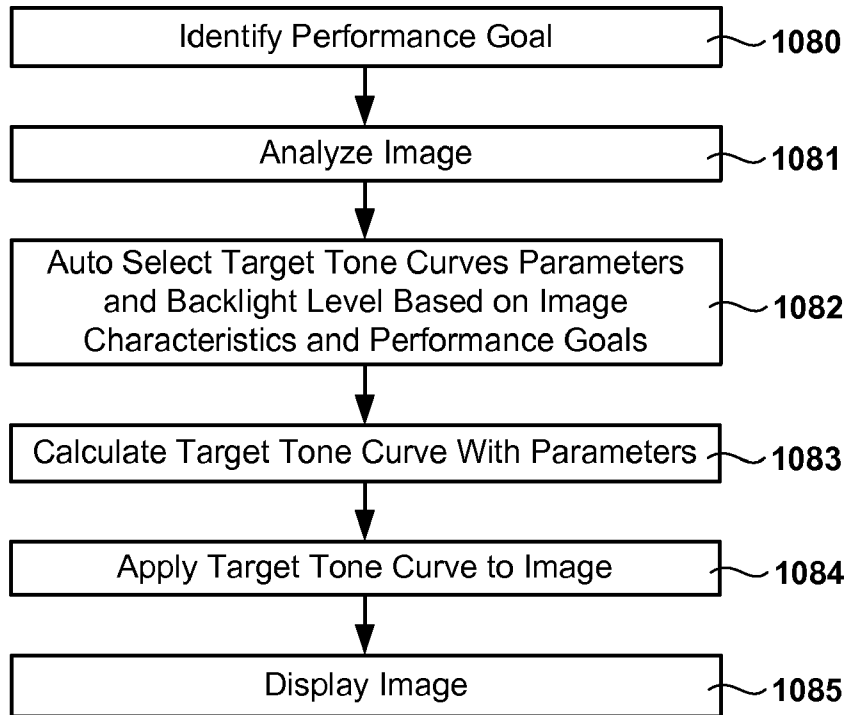 Identify Performance Goal
1080
Analyze Image
1081
Auto Select Target Tone Curves Parameters
and Backlight Level Based on Image
Characteristics and Performance Goals
1082
Calculate Target Tone Curve With Parameters
1083
Apply Target Tone Curve to Image
1084
Display Image
1085